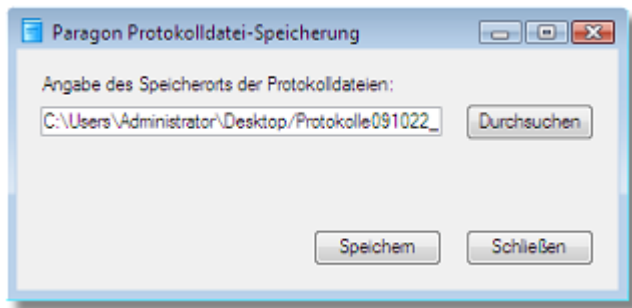 Paragon Protokolldatei-Speicherung
Angabe des Speicherorts der Protokolldateien:
C:\Users\Administrator\Desktop/Protokolle091022_
Durchsuchen
Speichern
Schließen